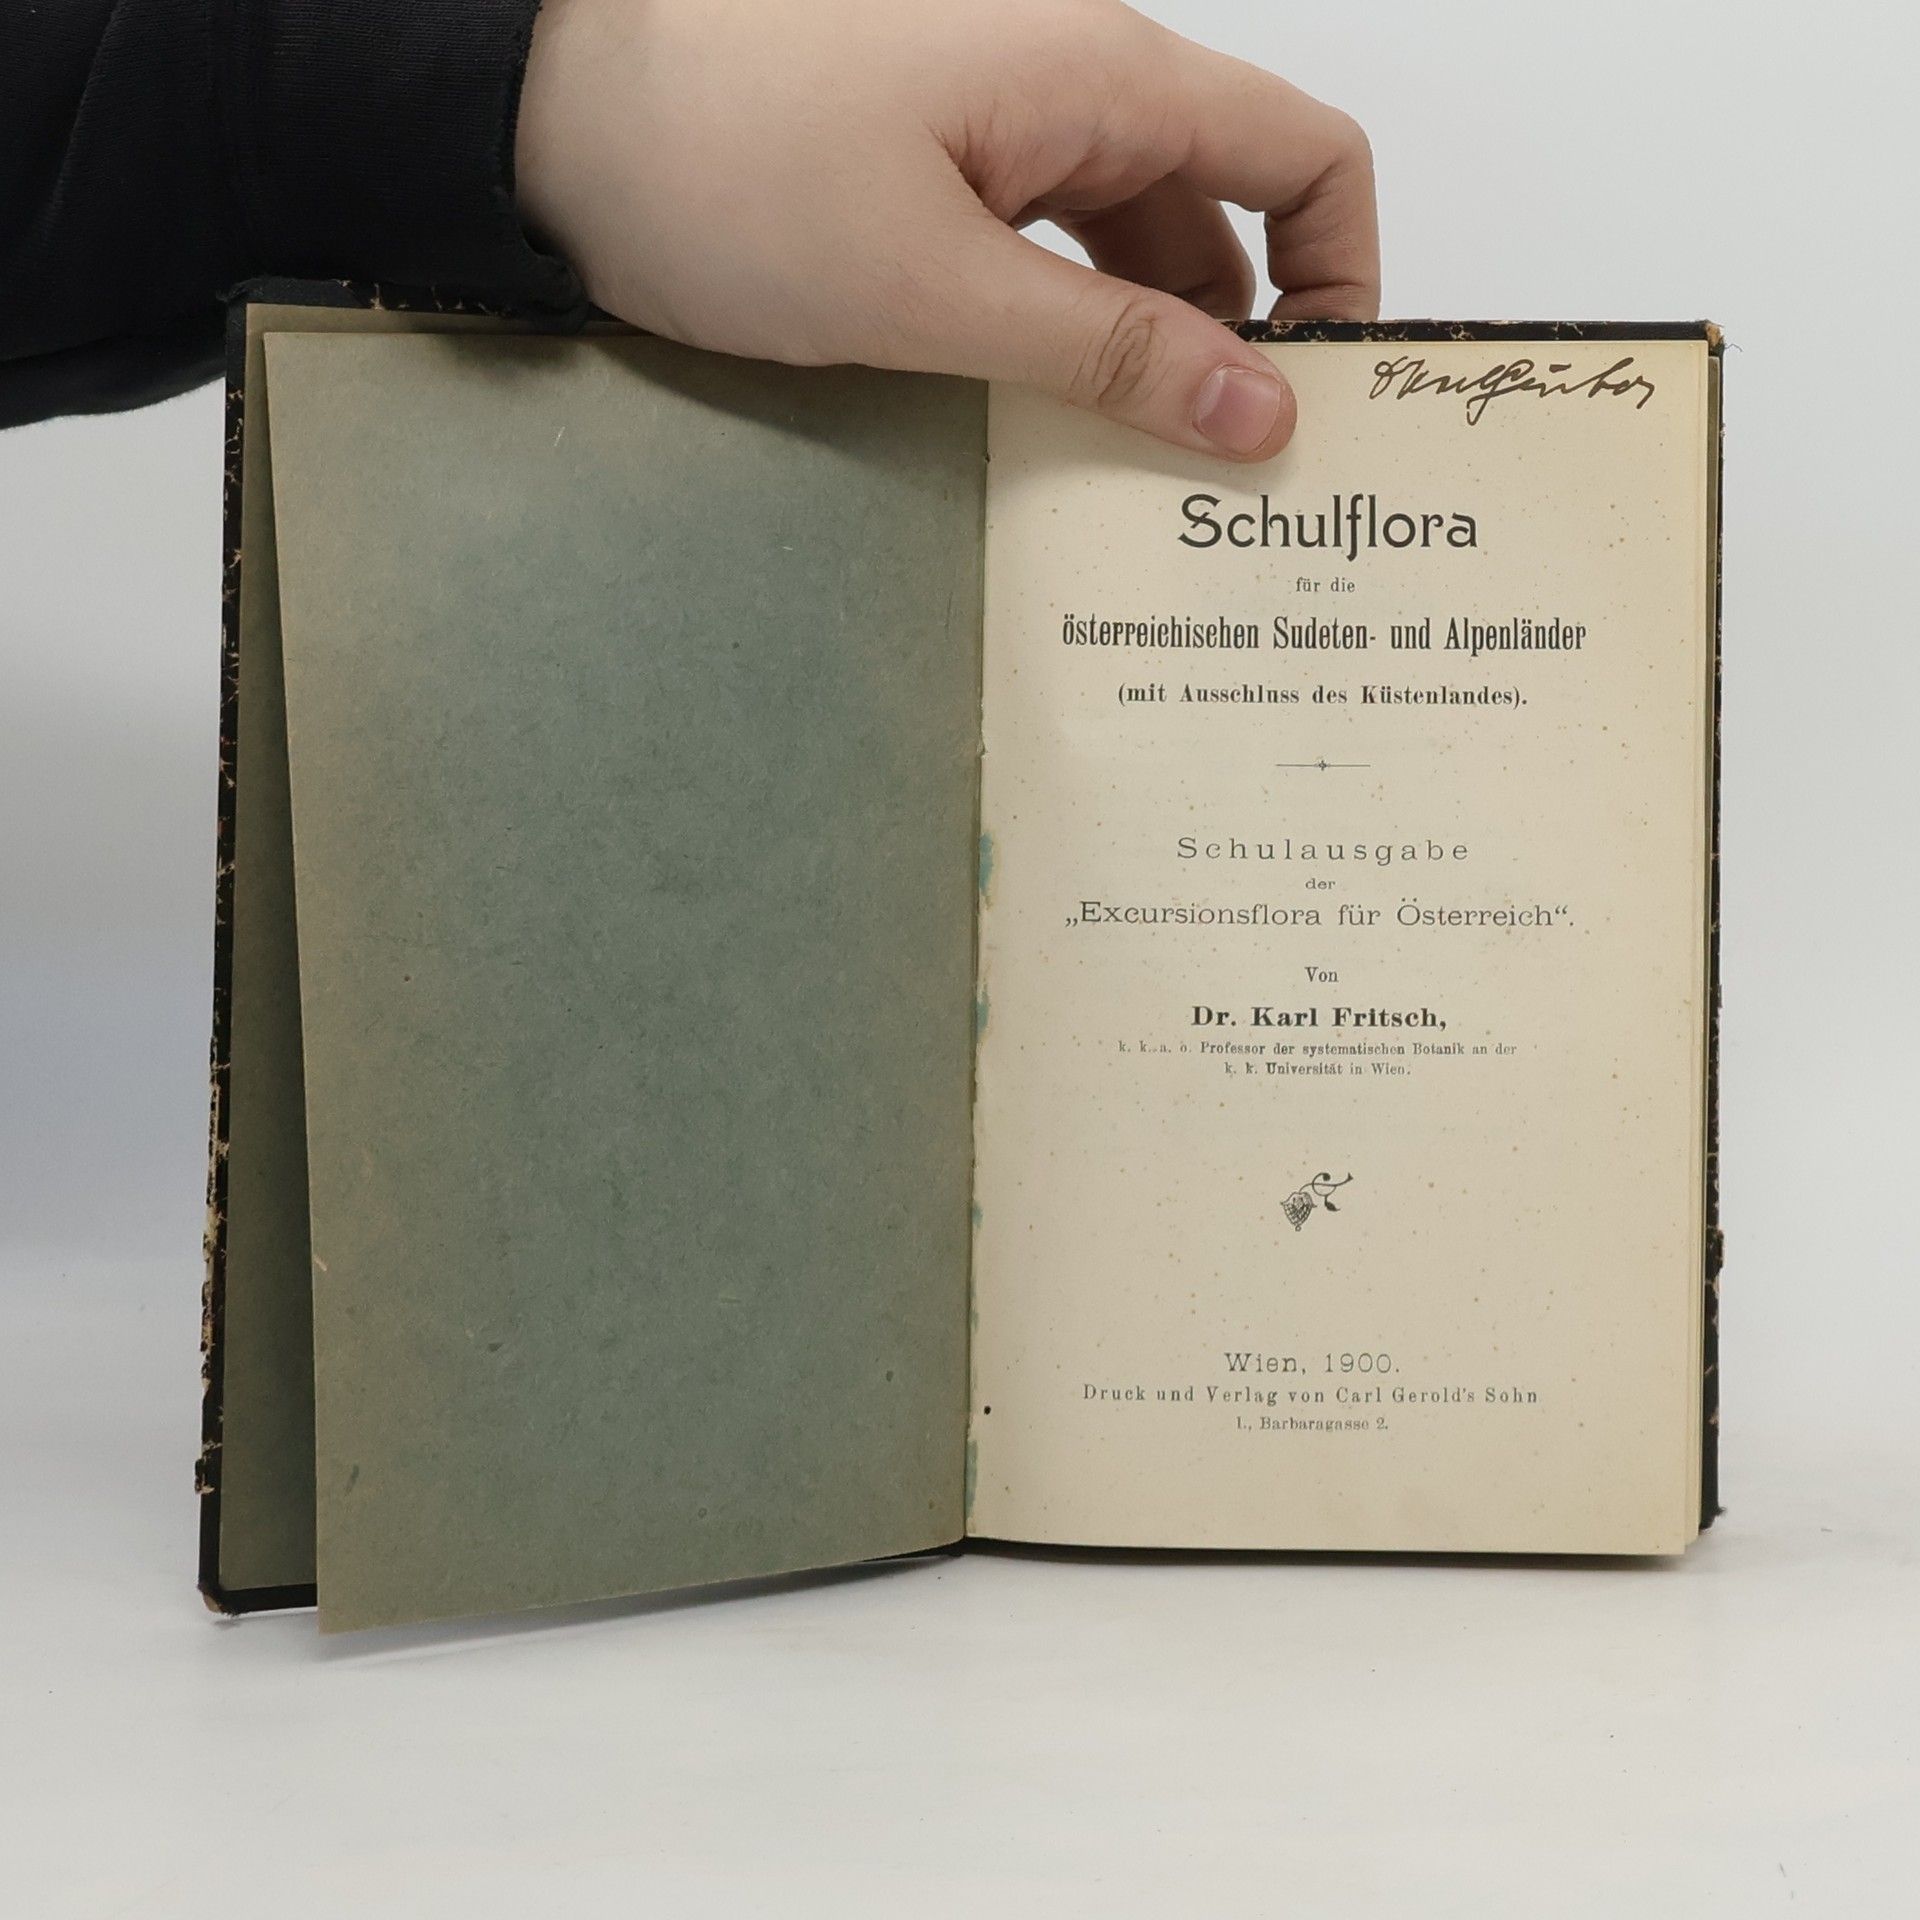 Schulflora
für die
österreichischen Sudeten- und Alpenländer
(mit Ausschluss des Küstenlandes).
Schulausgabe
der
„Excursionsflora für Österreich“.
Von
Dr. Karl Fritsch,
k. k. a. o. Professor der systematischen Botanik an der
k. k. Universität in Wien.
Wien, 1900.
Druck und Verlag von Carl Gerold's Sohn
I., Barbaragasse 2.